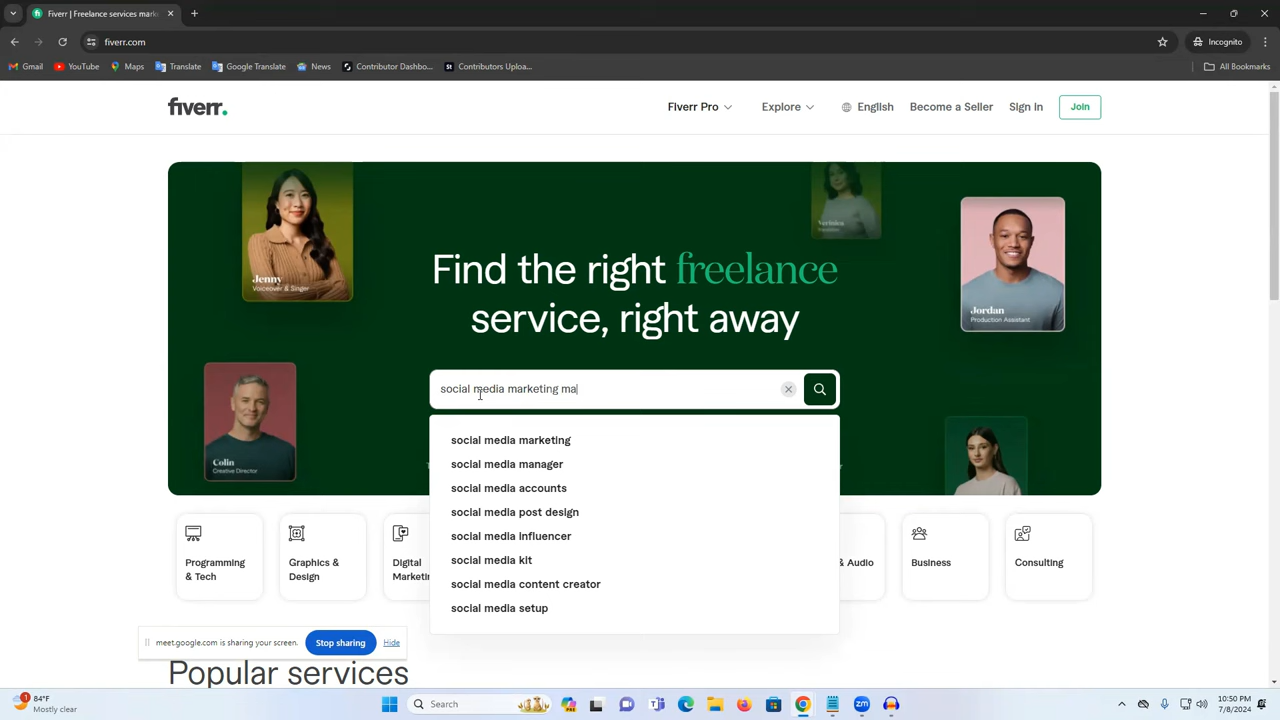 Fiverr | Freelance services mark
fiverr.com
Incognito
Gmail
YouTube
Maps
Translate
Google Translate
News
Contributor Dashbo...
Contributors Uploa...
All Bookmarks
fiverr.
Fiverr Pro
Explore
English
Become a Seller
Sign in
Join
Jenny
Voiceover & Singer
Jordan
Production Assistant
Find the right freelance
service, right away
Colin
Creative Director
social media marketing ma
social media marketing
social media manager
social media accounts
social media post design
social media influencer
social media kit
social media content creator
social media setup
Programming
& Tech
Graphics &
Design
Digital
Marketi
& Audio
Business
Consulting
meet.google.com is sharing your screen.
Stop sharing
Hide
Popular services
1
84°F
Mostly clear
Search
10:50 PM
7/8/2024